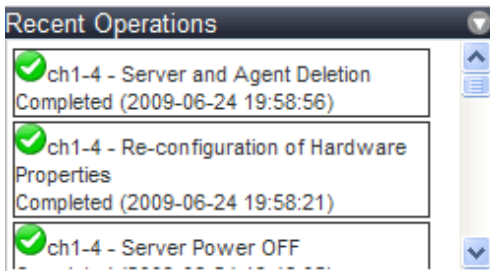 Recent Operations
ch1-4 - Server and Agent Deletion
Completed (2009-06-24 19:58:56)
ch1-4 - Re-configuration of Hardware
Properties
Completed (2009-06-24 19:58:21)
ch1-4 - Server Power OFF